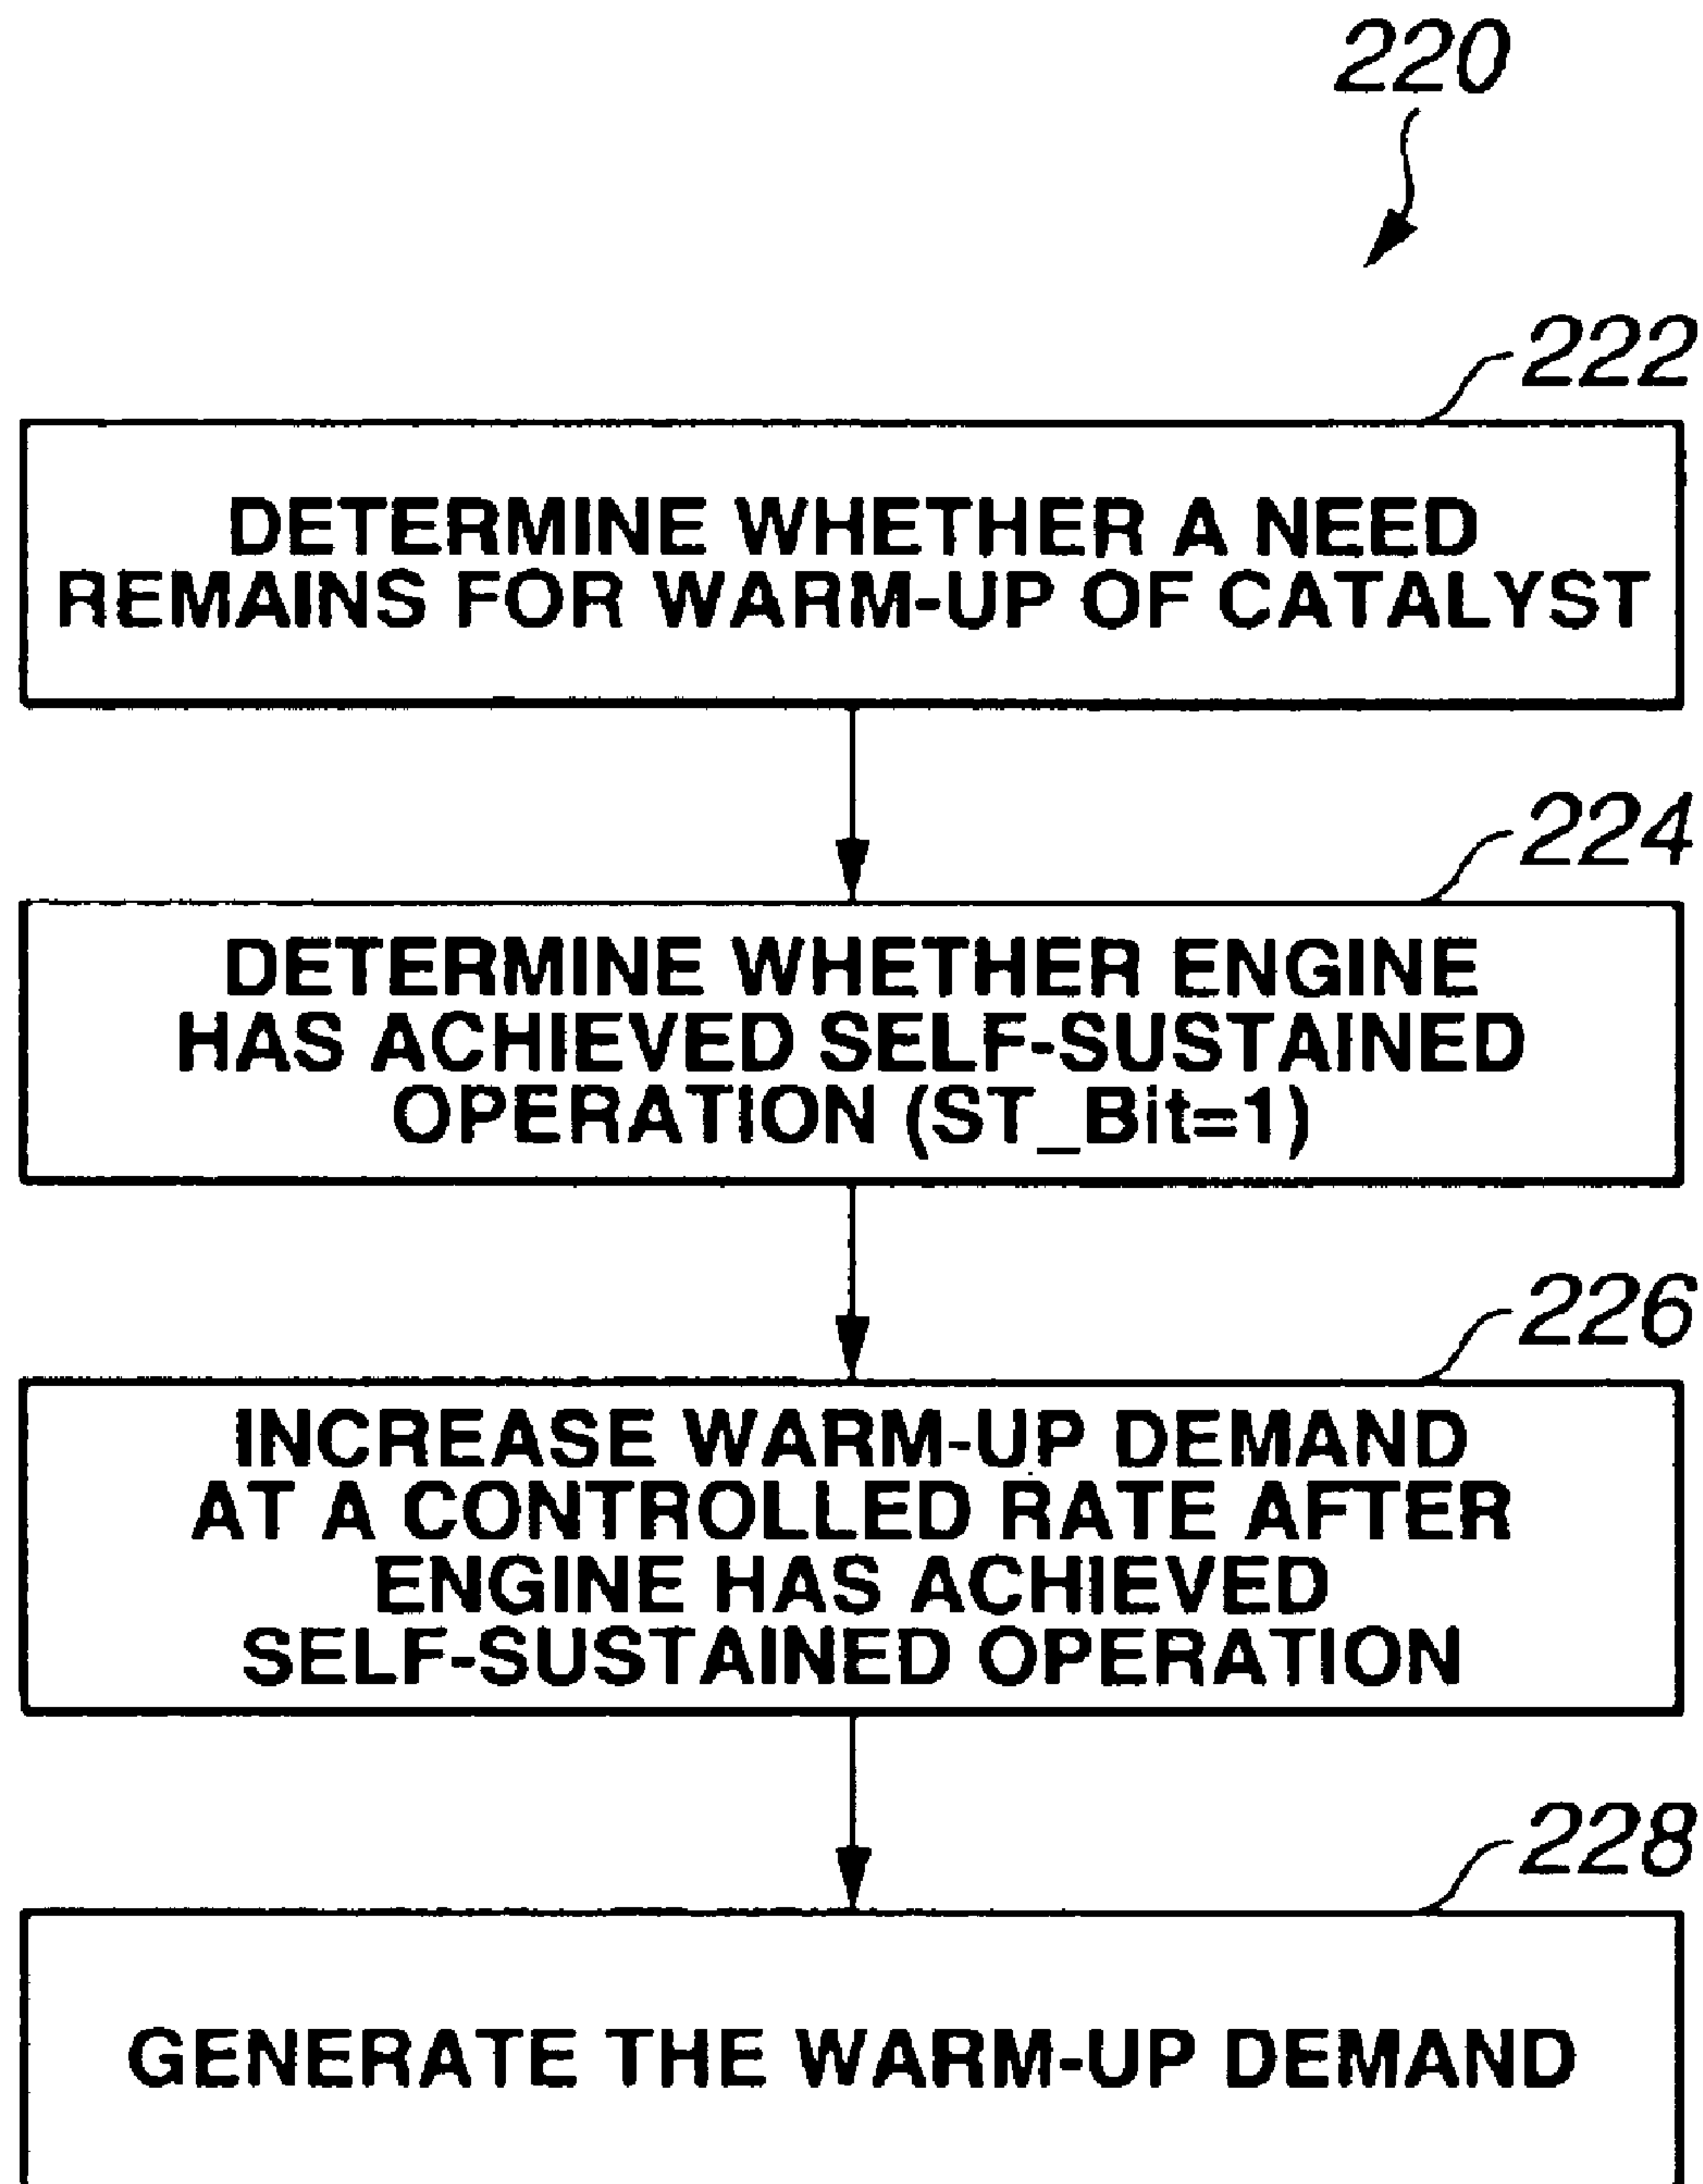 220
222
DETERMINE WHETHER A NEED
REMAINS FOR WARM-UP OF CATALYST
224
DETERMINE WHETHER ENGINE
HAS ACHIEVED SELF-SUSTAINED
OPERATION (ST_Bit=1)
226
INCREASE WARM-UP DEMAND
AT A CONTROLLED RATE AFTER
ENGINE HAS ACHIEVED
SELF-SUSTAINED OPERATION
228
GENERATE THE WARM-UP DEMAND